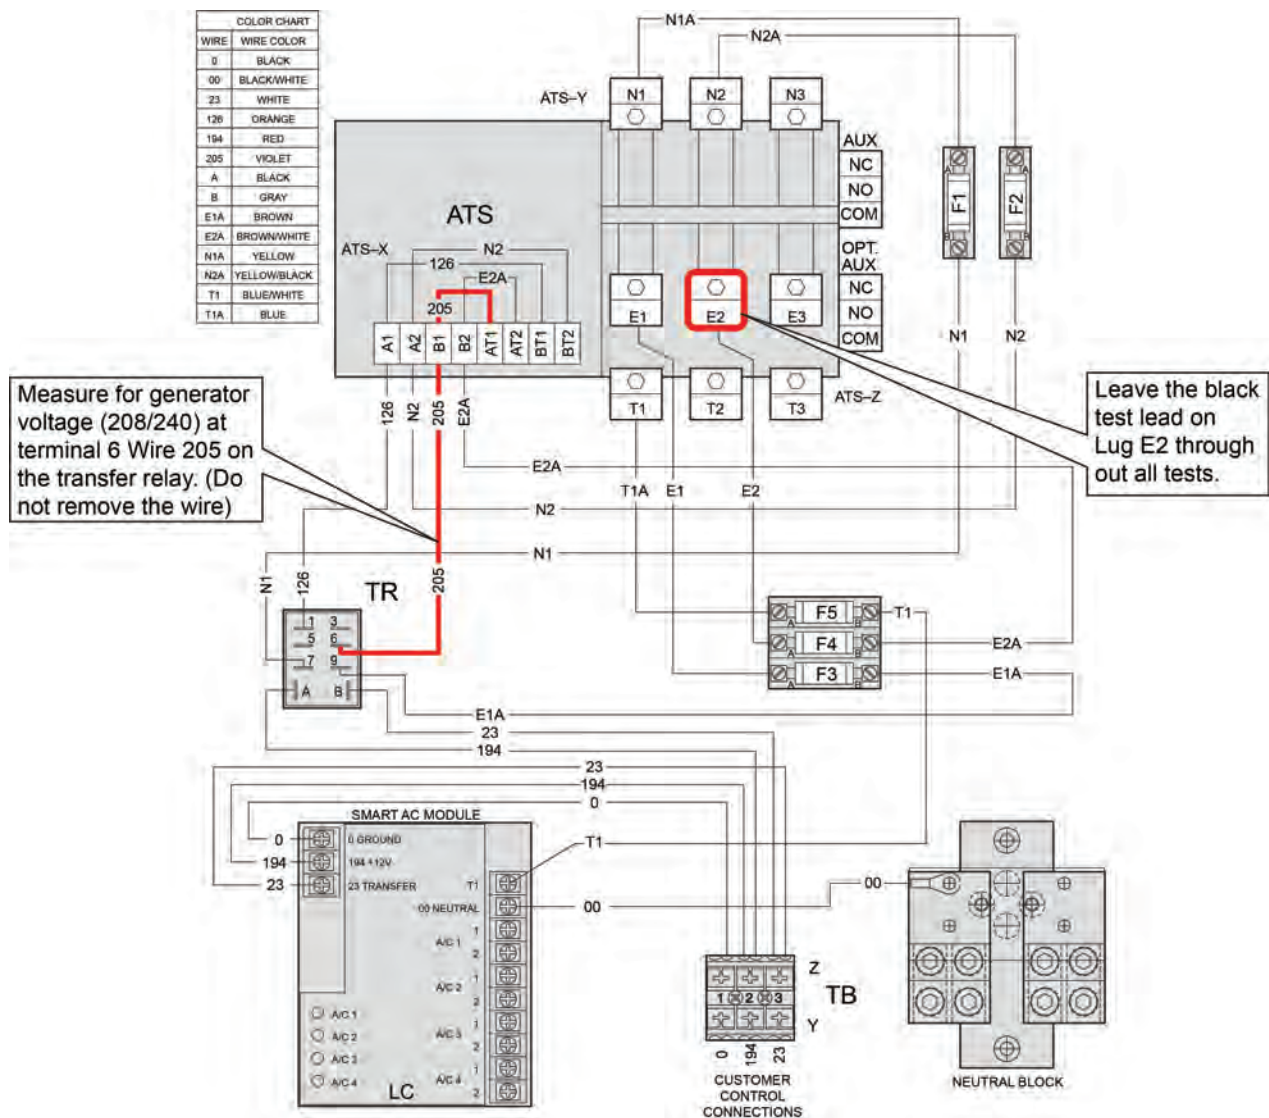 COLOR CHART
WIRE WIRE COLOR
0 BLACK
00 BLACK/WHITE
23 WHITE
126 ORANGE
194 RED
205 VIOLET
A BLACK
B GRAY
E1A BROWN
E2A BROWN/WHITE
N1A YELLOW
N2A YELLOW/BLACK
T1 BLUE/WHITE
T1A BLUE
N1A
N2A
ATS–Y
N1
N2
N3
AUX
NC
NO
COM
OPT.
AUX
NC
NO
COM
A
F1
B
A
F2
B
ATS
ATS–X
N2
126
E2A
205
A1
A2
B1
B2
AT1
AT2
BT1
BT2
E1
E2
E3
T1
T2
T3
ATS–Z
N1
N2
Measure for generator
voltage (208/240) at
terminal 6 Wire 205 on
the transfer relay. (Do
not remove the wire)
Leave the black
test lead on
Lug E2 through
out all tests.
126
N2
205
E2A
E2A
T1A
E1
E2
N2
N1
N1
126
205
TR
1 3
5 6
7 9
A B
A F5 B
T1
A F4 B
E2A
A F3 B
E1A
E1A
23
194
23
194
0
SMART AC MODULE
0
0 GROUND
194
194 +12V
23
23 TRANSFER
T1
T1
00 NEUTRAL
00
00
A/C 1
1
2
A/C 2
1
2
A/C 3
1
2
A/C 4
1
2
A/C 1
A/C 2
A/C 3
A/C 4
LC
Z
1 2 3
TB
Y
0
194
23
CUSTOMER
CONTROL
CONNECTIONS
NEUTRAL BLOCK